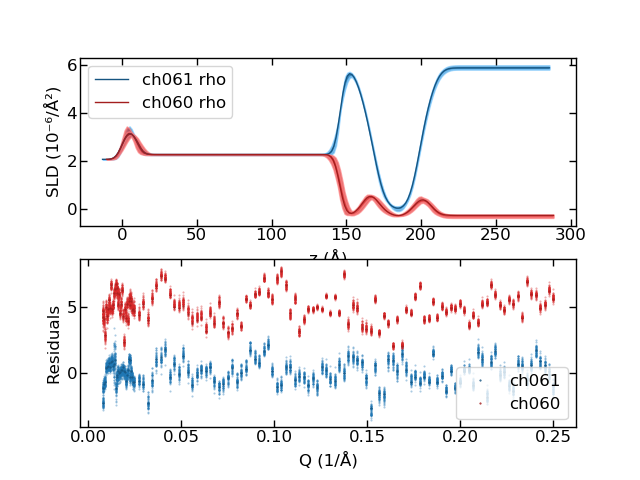 ch061 rho
ch060 rho
SLD (10⁻⁶/Å²)
6
4
2
0
0 50 100 150 200 250 300
z (Å)
Residuals
5
0
ch061
ch060
0.00 0.05 0.10 0.15 0.20 0.25
Q (1/Å)